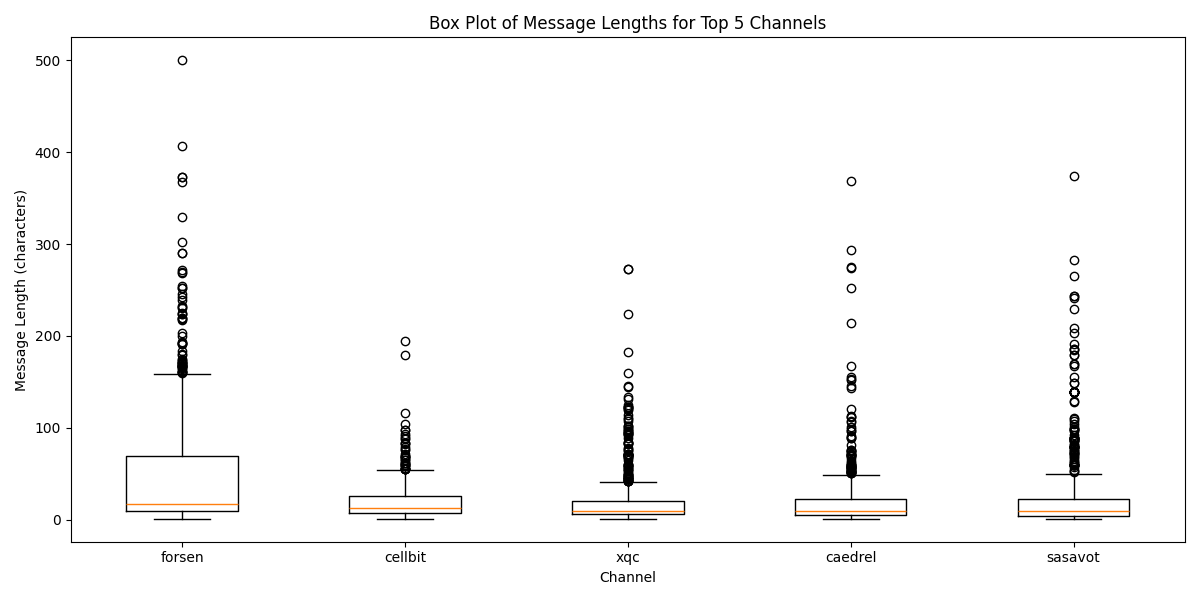 Box Plot of Message Lengths for Top 5 Channels
Message Length (characters)
500
400
300
200
100
0
forsen cellbit xqc caedrel sasavot
Channel